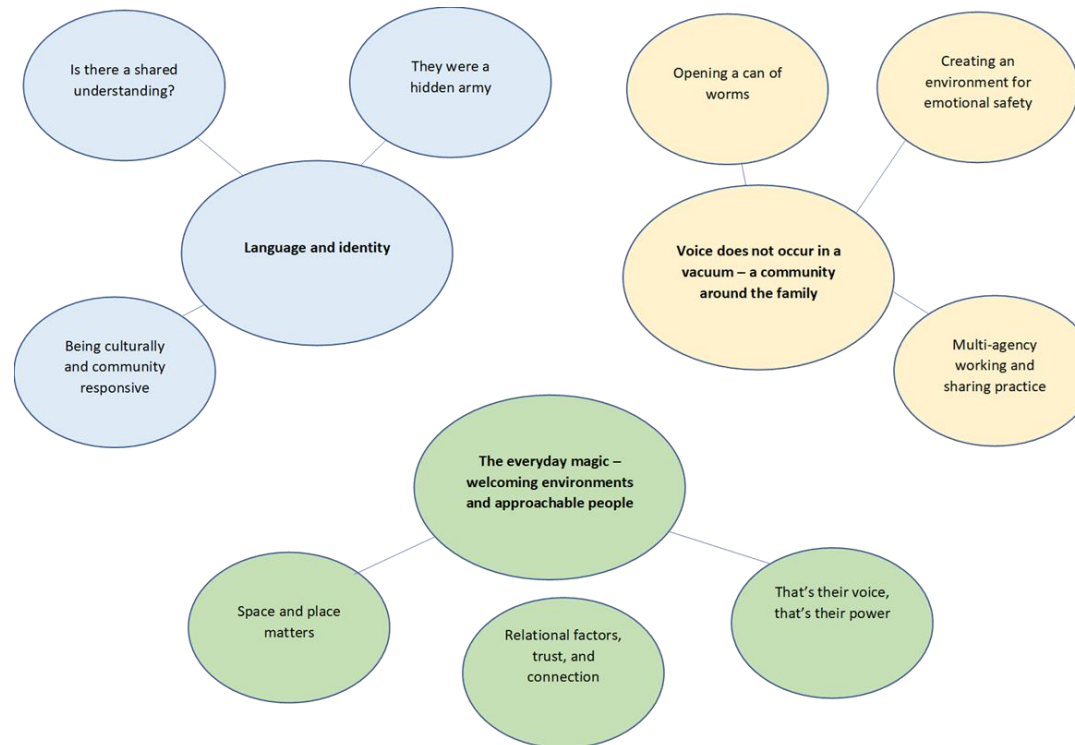 Is there a shared
understanding?
They were a
hidden army
Language and identity
Being culturally
and community
responsive
Opening a can of
worms
Creating an
environment for
emotional safety
Voice does not occur in a
vacuum – a community
around the family
Multi-agency
working and
sharing practice
The everyday magic –
welcoming environments
and approachable people
Space and place
matters
Relational factors,
trust, and
connection
That's their voice,
that's their power